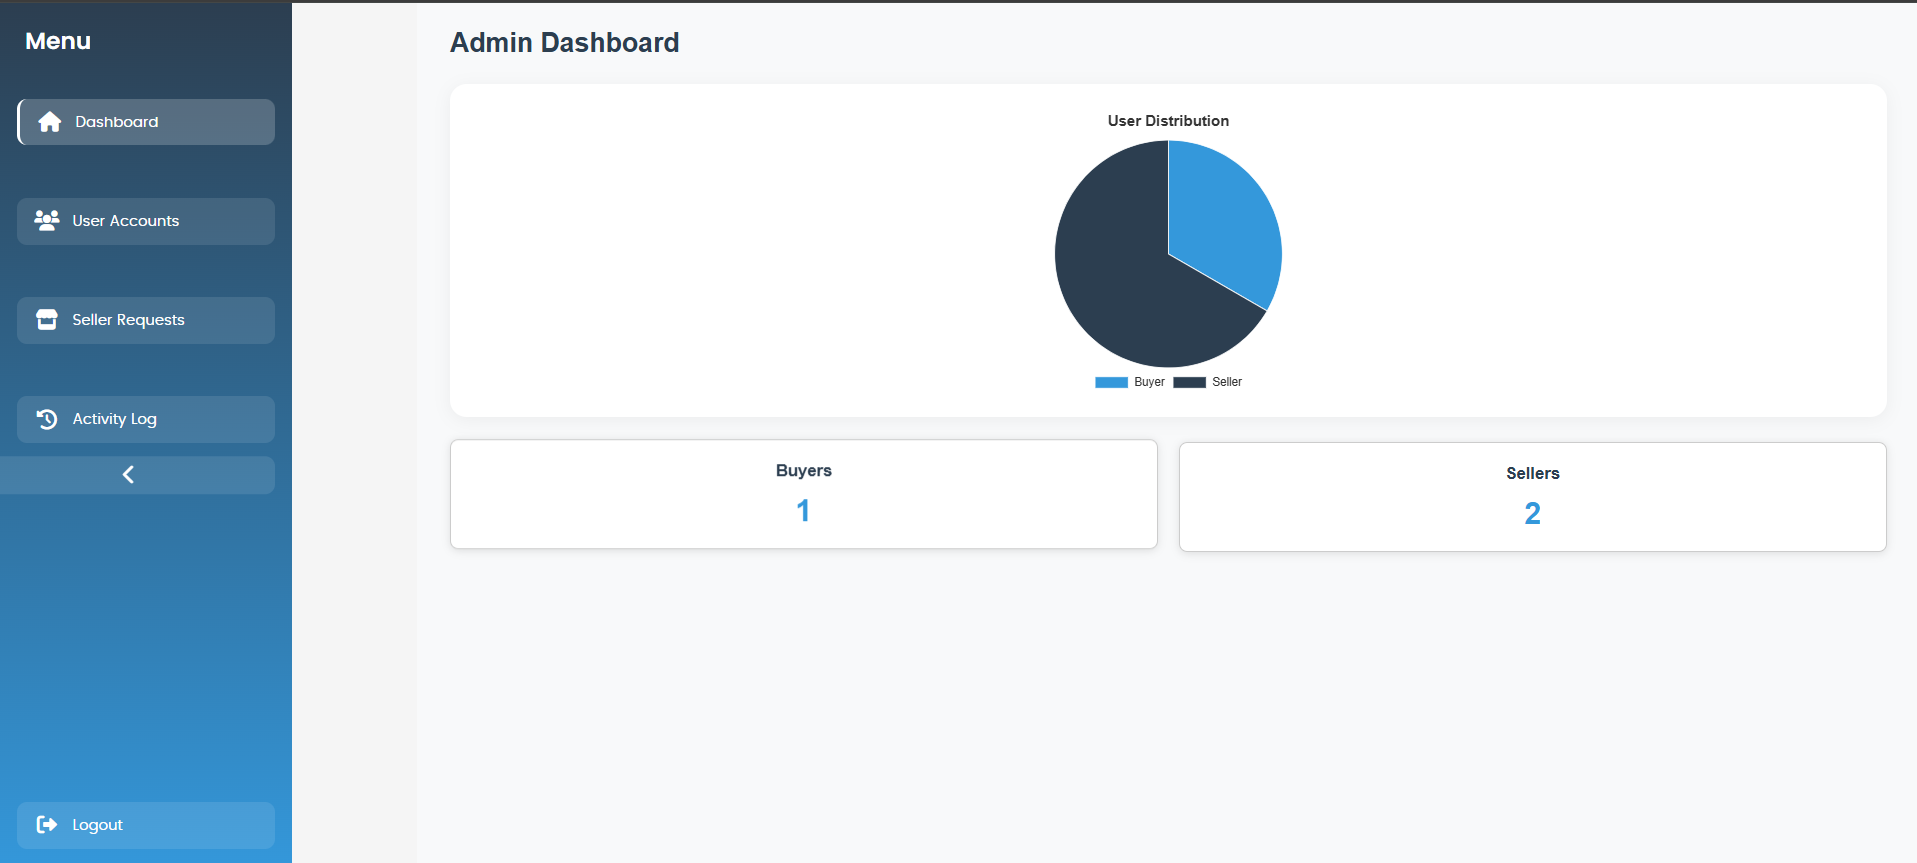 Menu
Dashboard
User Accounts
Seller Requests
Activity Log
Logout
Admin Dashboard
User Distribution
Buyer
Seller
Buyers
1
Sellers
2